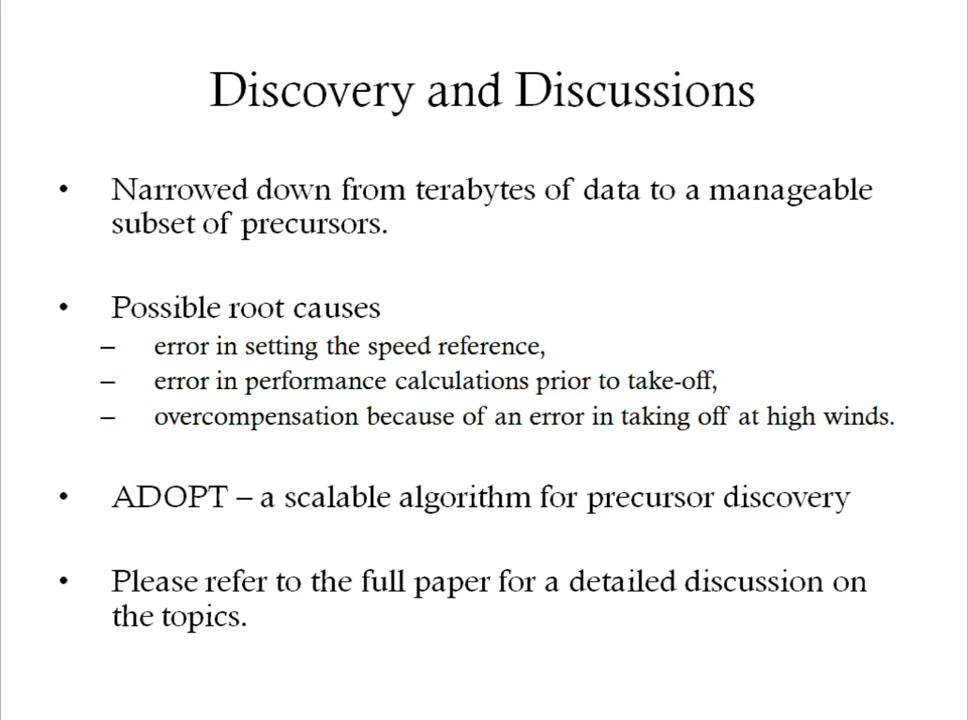 Discovery and Discussions
• Narrowed down from terabytes of data to a manageable
subset of precursors.
• Possible root causes
– error in setting the speed reference,
– error in performance calculations prior to take-off,
– overcompensation because of an error in taking off at high winds.
• ADOPT – a scalable algorithm for precursor discovery
• Please refer to the full paper for a detailed discussion on
the topics.